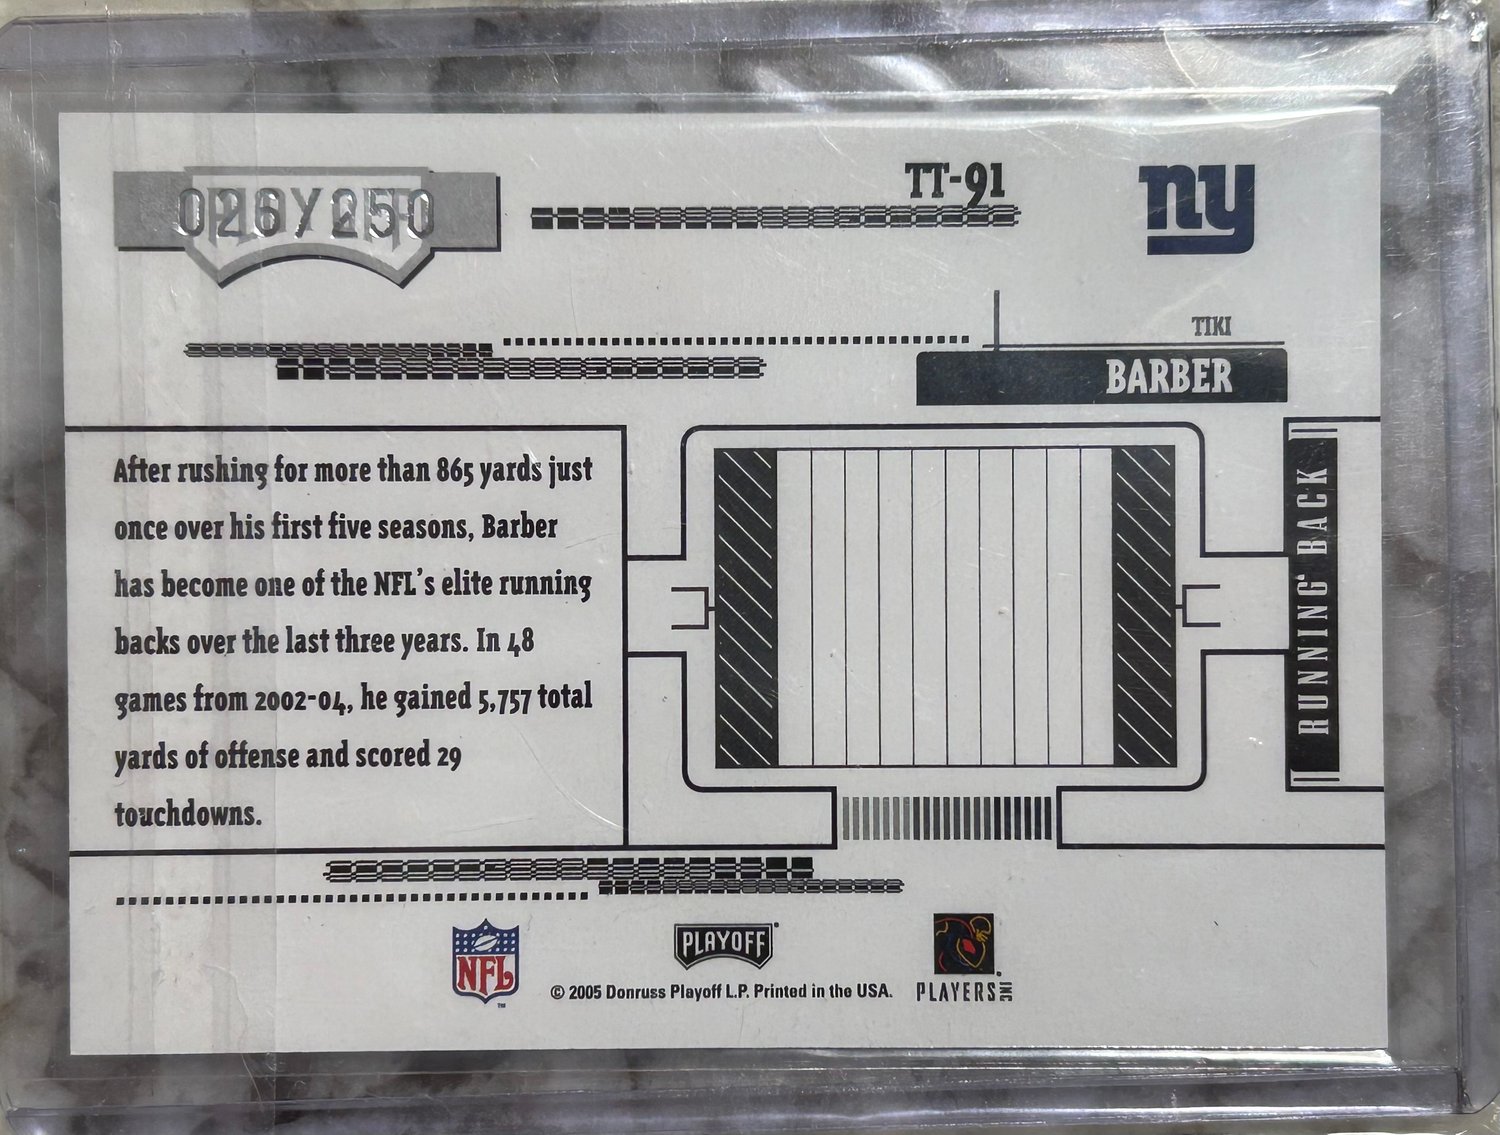 026/250
TT-91
ny
TIKI
BARBER
After rushing for more than 865 yards just
once over his first five seasons, Barber
has become one of the NFL's elite running
backs over the last three years. In 48
games from 2002-04, he gained 5,757 total
yards of offense and scored 29
touchdowns.
RUNNING BACK
NFL
TM
PLAYOFF
© 2005 Donruss Playoff L.P. Printed in the USA.
PLAYERS INC